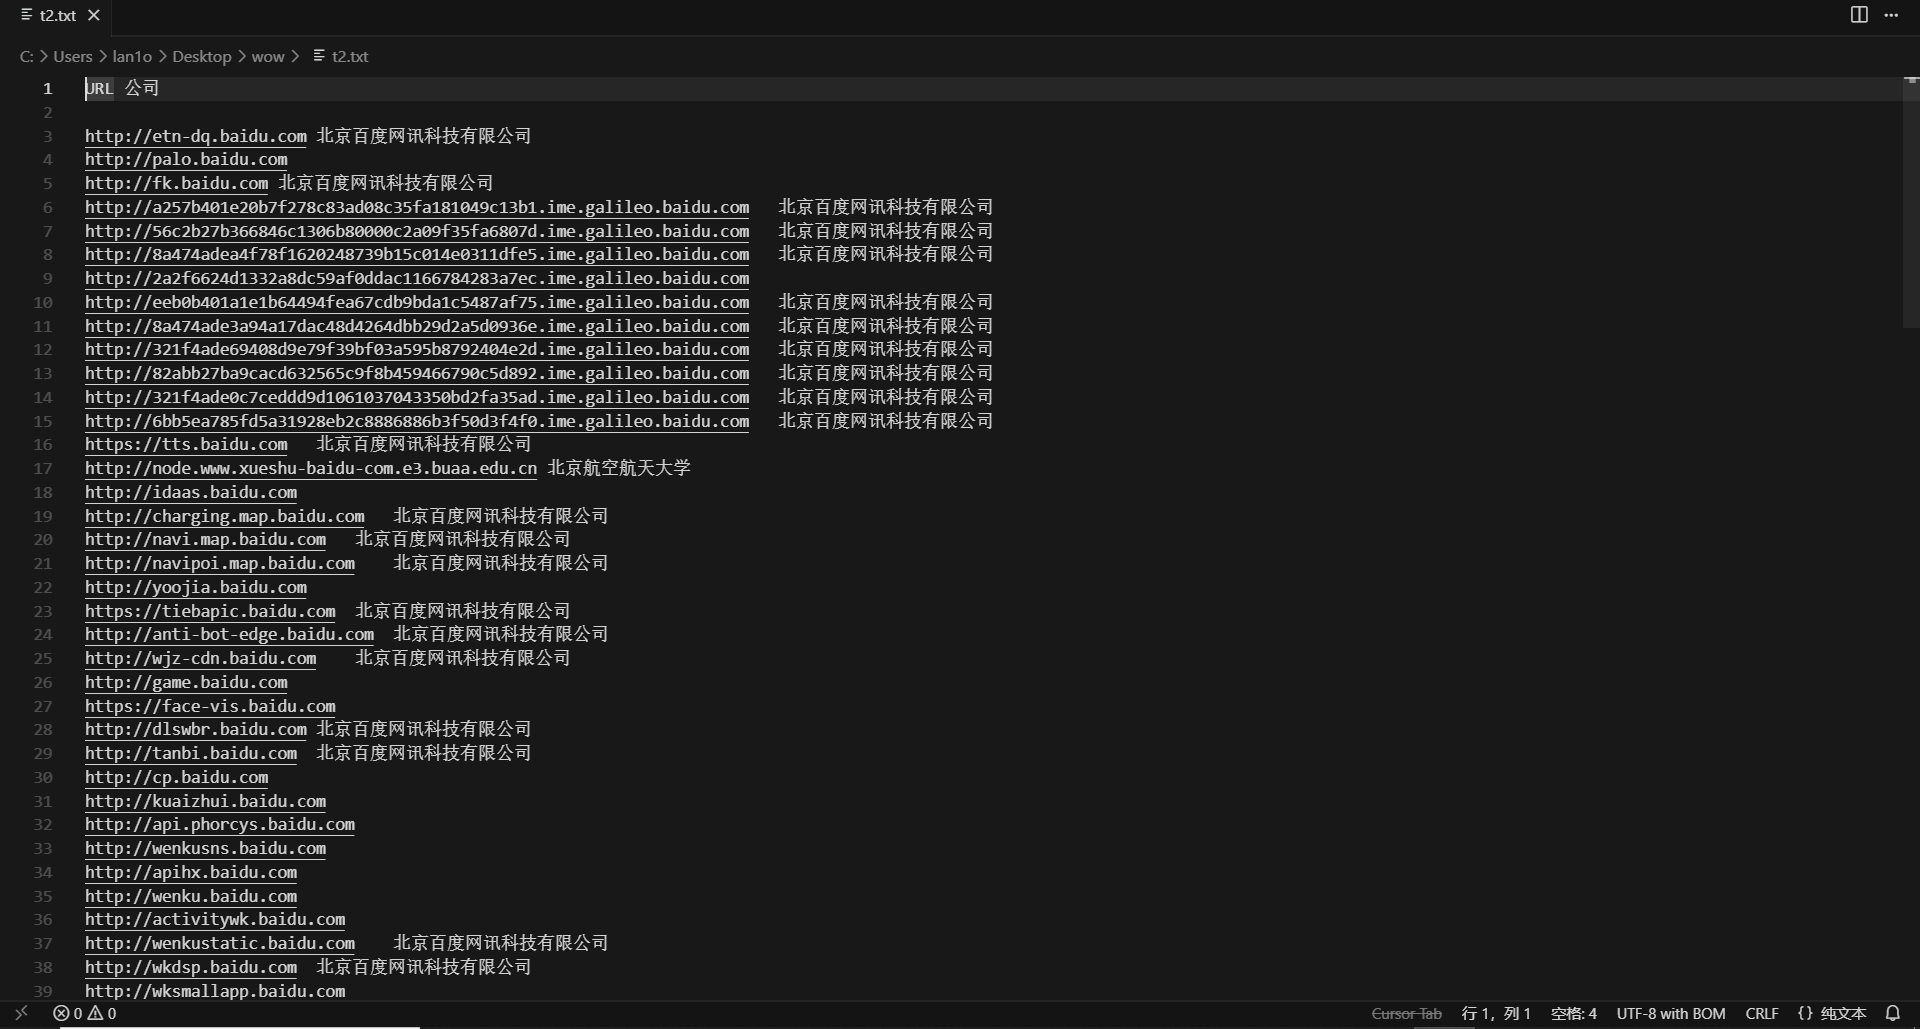 t2.txt
C: > Users > lan1o > Desktop > wow > t2.txt
1 URL 公司
2
3 http://etn-dq.baidu.com 北京百度网讯科技有限公司
4 http://palo.baidu.com
5 http://fk.baidu.com 北京百度网讯科技有限公司
6 http://a257b401e20b7f278c83ad08c35fa181049c13b1.ime.galileo.baidu.com 北京百度网讯科技有限公司
7 http://56c2b27b366846c1306b80000c2a09f35fa6807d.ime.galileo.baidu.com 北京百度网讯科技有限公司
8 http://8a474adea4f78f1620248739b15c014e0311dfe5.ime.galileo.baidu.com 北京百度网讯科技有限公司
9 http://2a2f6624d1332a8dc59af0ddac1166784283a7ec.ime.galileo.baidu.com
10 http://eeb0b401a1e1b64494fea67cdb9bda1c5487af75.ime.galileo.baidu.com 北京百度网讯科技有限公司
11 http://8a474ade3a94a17dac48d4264dbb29d2a5d0936e.ime.galileo.baidu.com 北京百度网讯科技有限公司
12 http://321f4ade69408d9e79f39bf03a595b8792404e2d.ime.galileo.baidu.com 北京百度网讯科技有限公司
13 http://82abb27ba9cacd632565c9f8b459466790c5d892.ime.galileo.baidu.com 北京百度网讯科技有限公司
14 http://321f4ade0c7ceddd9d1061037043350bd2fa35ad.ime.galileo.baidu.com 北京百度网讯科技有限公司
15 http://6bb5ea785fd5a31928eb2c8886886b3f50d3f4f0.ime.galileo.baidu.com 北京百度网讯科技有限公司
16 https://tts.baidu.com 北京百度网讯科技有限公司
17 http://node.www.xueshu-baidu-com.e3.buaa.edu.cn 北京航空航天大学
18 http://idaas.baidu.com
19 http://charging.map.baidu.com 北京百度网讯科技有限公司
20 http://navi.map.baidu.com 北京百度网讯科技有限公司
21 http://navipoi.map.baidu.com 北京百度网讯科技有限公司
22 http://yoojia.baidu.com
23 https://tiebapic.baidu.com 北京百度网讯科技有限公司
24 http://anti-bot-edge.baidu.com 北京百度网讯科技有限公司
25 http://wjz-cdn.baidu.com 北京百度网讯科技有限公司
26 http://game.baidu.com
27 https://face-vis.baidu.com
28 http://dlswbr.baidu.com 北京百度网讯科技有限公司
29 http://tanbi.baidu.com 北京百度网讯科技有限公司
30 http://cp.baidu.com
31 http://kuaizhui.baidu.com
32 http://api.phorcys.baidu.com
33 http://wenkusns.baidu.com
34 http://apihx.baidu.com
35 http://wenku.baidu.com
36 http://activitywk.baidu.com
37 http://wenkustatic.baidu.com 北京百度网讯科技有限公司
38 http://wkdsp.baidu.com 北京百度网讯科技有限公司
39 http://wksmallapp.baidu.com
0 0 Cursor Tab 行 1，列 1 空格: 4 UTF-8 with BOM CRLF {} 纯文本